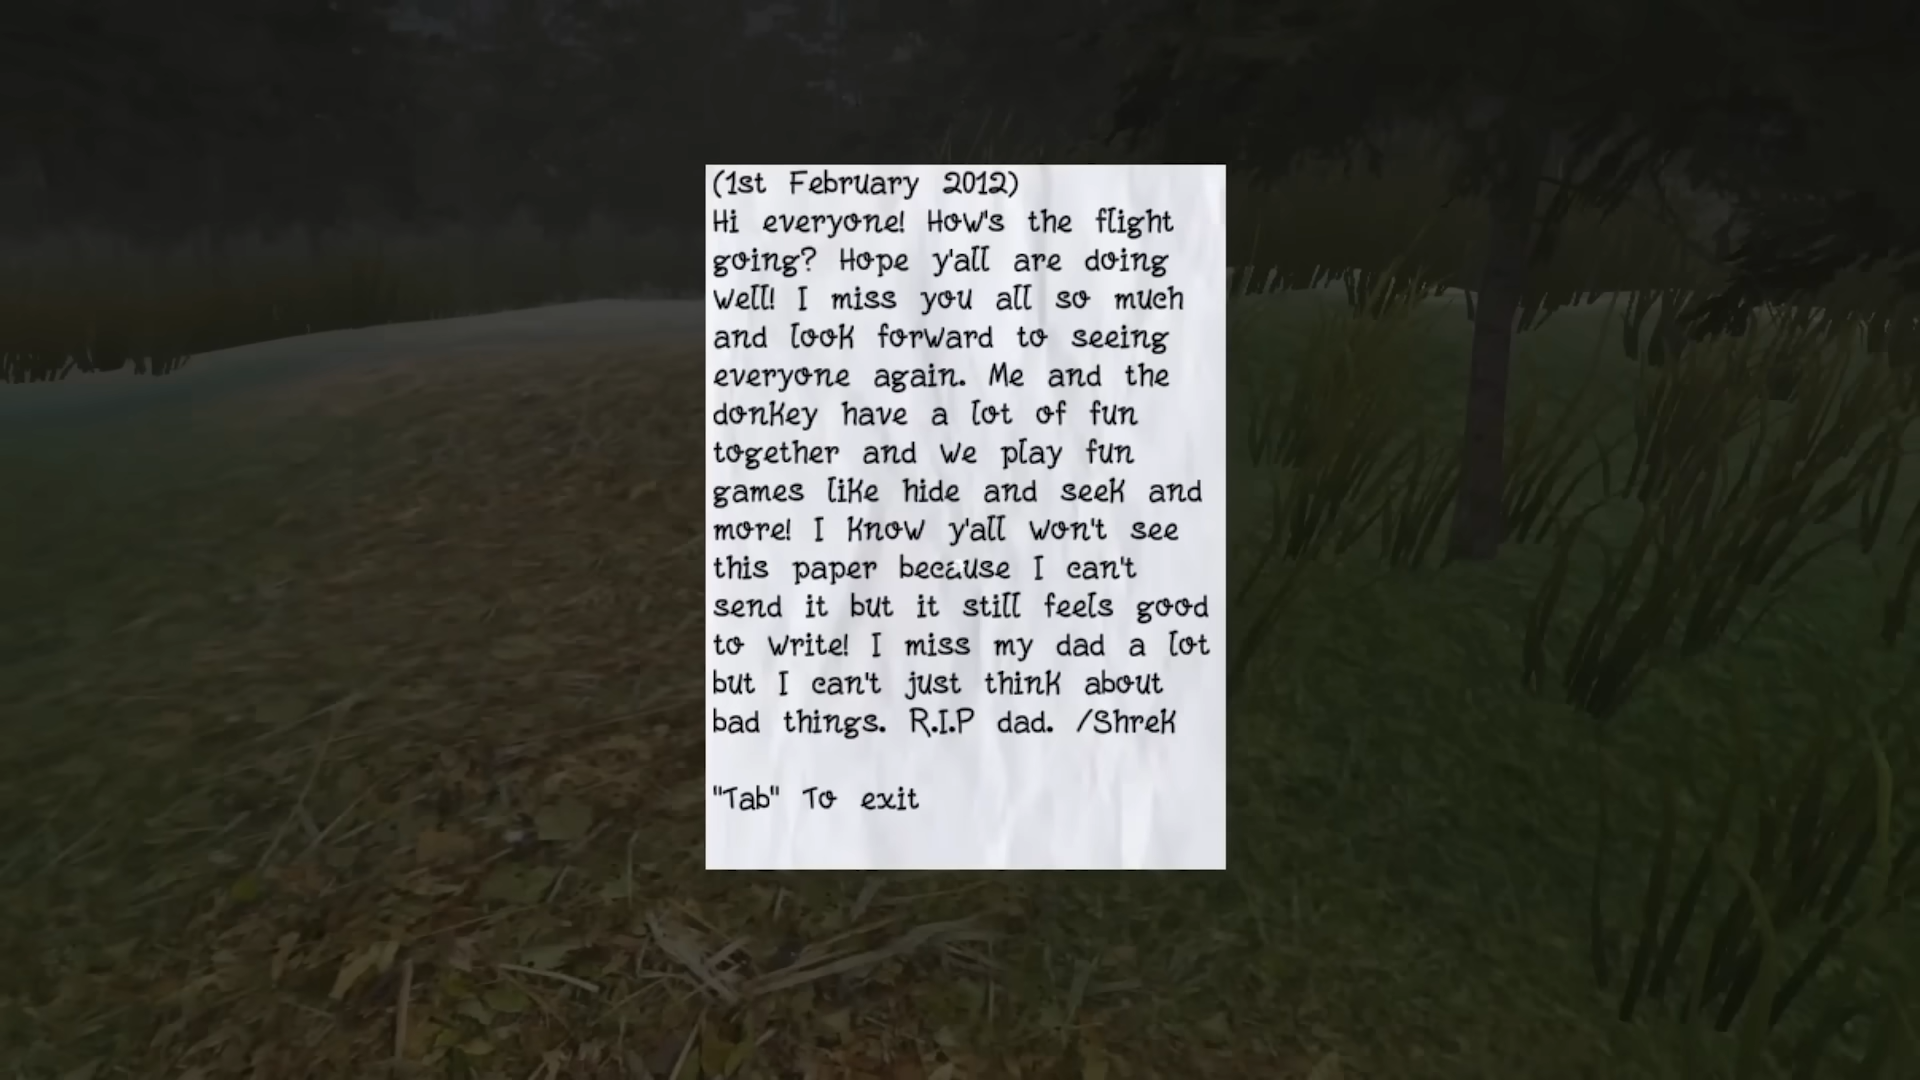 (1st February 2012)
Hi everyone! How's the flight
going? Hope y'all are doing
well! I miss you all so much
and look forward to seeing
everyone again. Me and the
donkey have a lot of fun
together and we play fun
games like hide and seek and
more! I know y'all won't see
this paper because I can't
send it but it still feels good
to write! I miss my dad a lot
but I can't just think about
bad things. R.I.P dad. /Shrek
"Tab" To exit